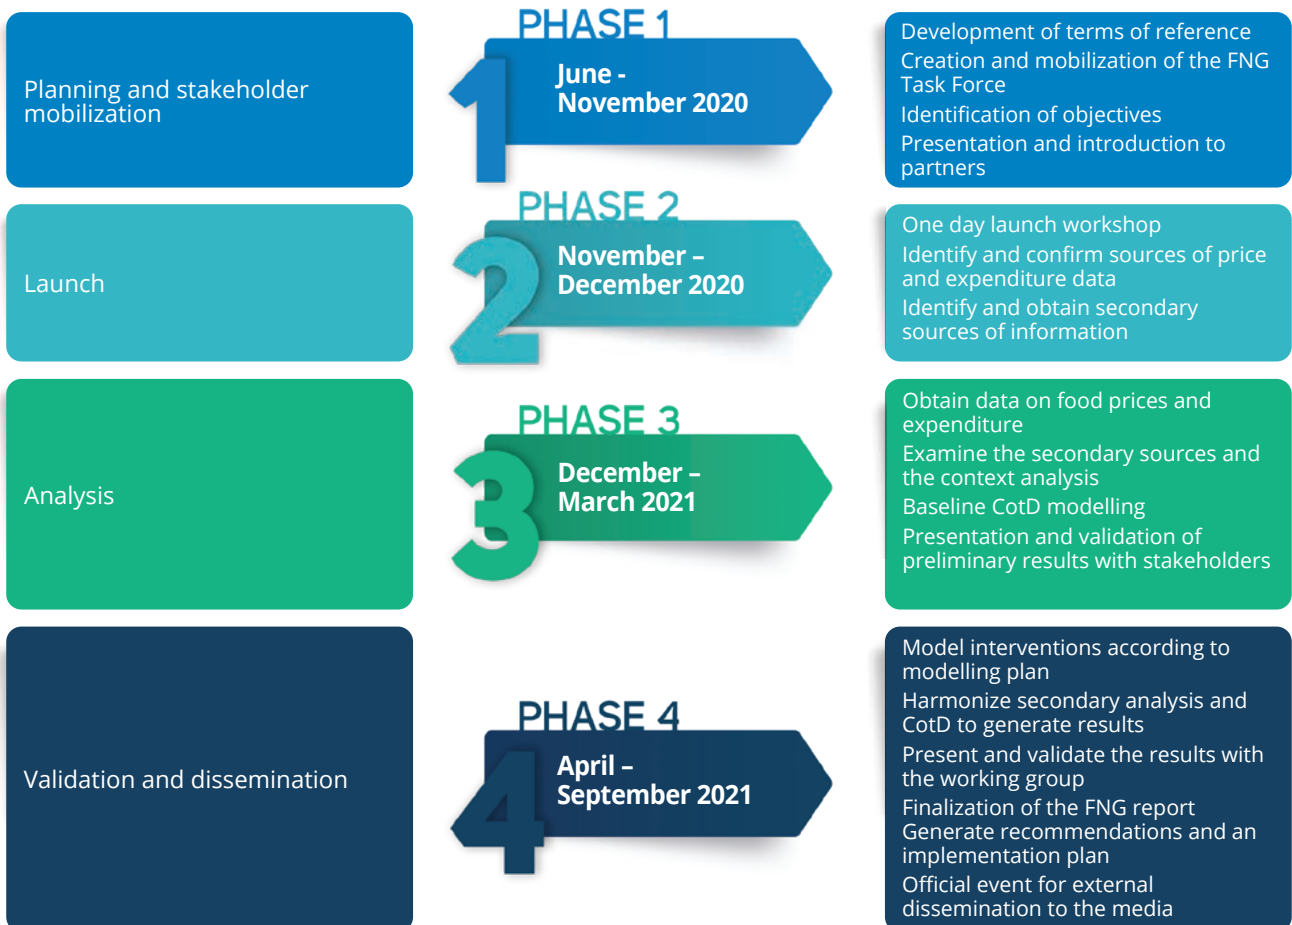 Planning and stakeholder
mobilization
PHASE 1
1
June -
November 2020
Development of terms of reference
Creation and mobilization of the FNG
Task Force
Identification of objectives
Presentation and introduction to
partners
Launch
PHASE 2
2
November –
December 2020
One day launch workshop
Identify and confirm sources of price
and expenditure data
Identify and obtain secondary
sources of information
Analysis
PHASE 3
3
December –
March 2021
Obtain data on food prices and
expenditure
Examine the secondary sources and
the context analysis
Baseline CotD modelling
Presentation and validation of
preliminary results with stakeholders
Validation and dissemination
PHASE 4
4
April –
September 2021
Model interventions according to
modelling plan
Harmonize secondary analysis and
CotD to generate results
Present and validate the results with
the working group
Finalization of the FNG report
Generate recommendations and an
implementation plan
Official event for external
dissemination to the media